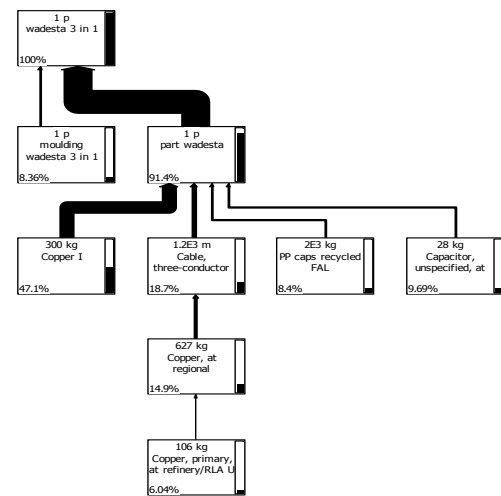 1 p
wadesta 3 in 1
100%
1 p
moulding
wadesta 3 in 1
8.36%
1 p
part wadesta
91.4%
300 kg
Copper I
47.1%
1.2E3 m
Cable,
three-conductor
18.7%
2E3 kg
PP caps recycled
FAL
8.4%
28 kg
Capacitor,
unspecified, at
9.69%
627 kg
Copper, at
regional
14.9%
106 kg
Copper, primary,
at refinery/RLA U
6.04%